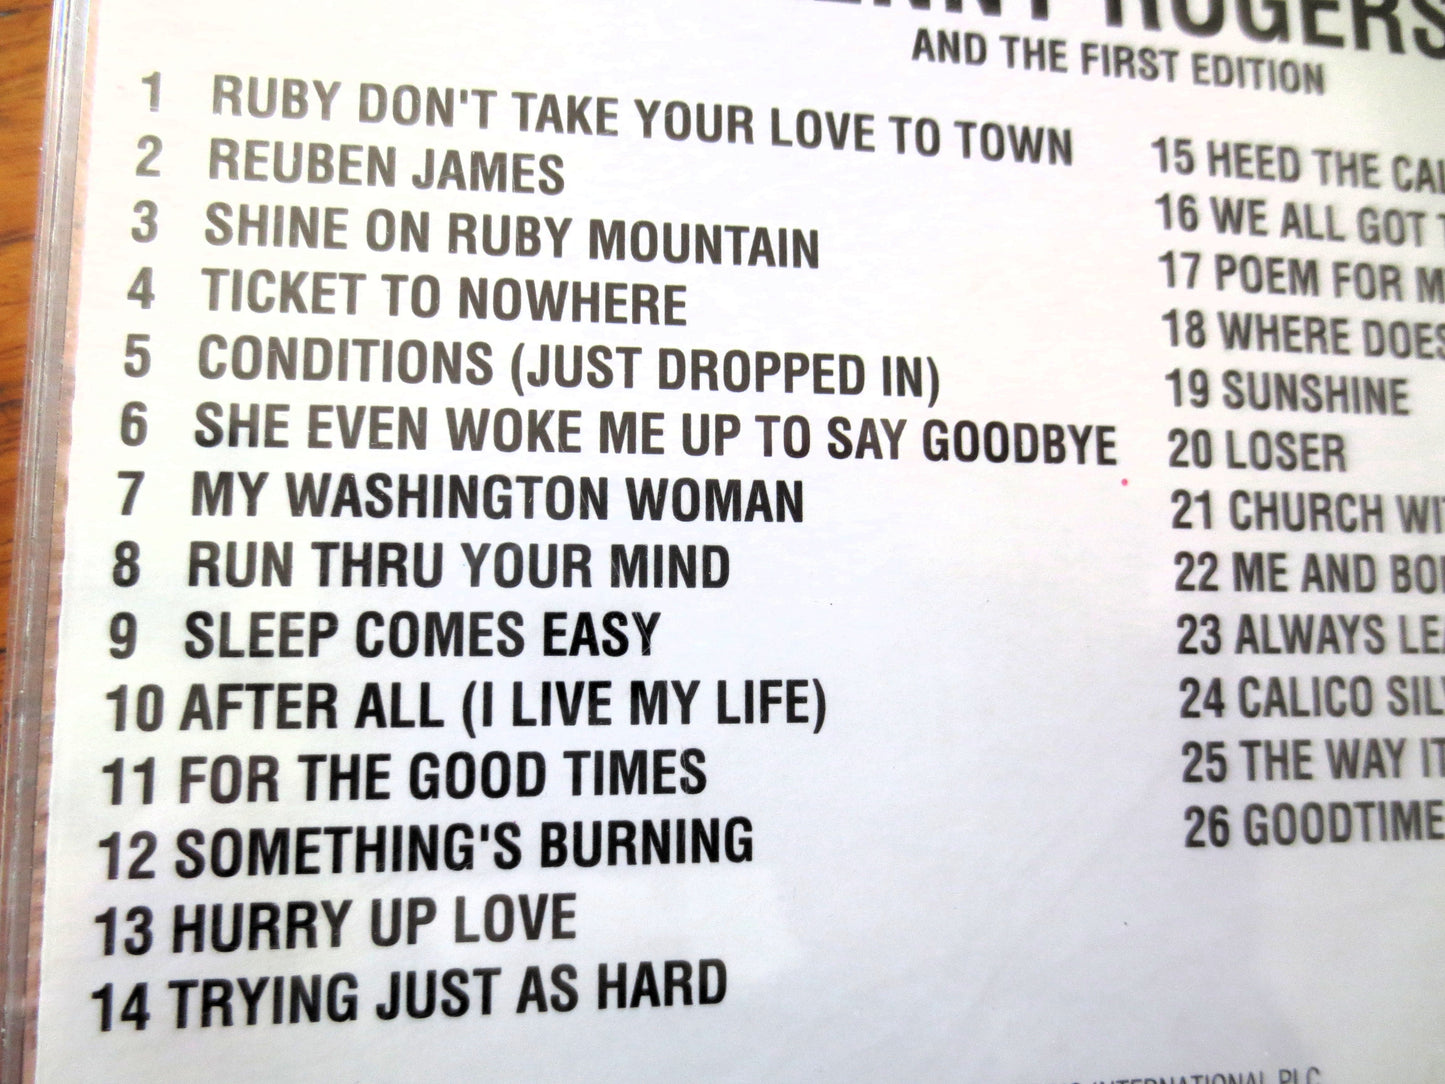 ROGERS
AND THE FIRST EDITION
1 RUBY DON'T TAKE YOUR LOVE TO TOWN
2 REUBEN JAMES
3 SHINE ON RUBY MOUNTAIN
4 TICKET TO NOWHERE
5 CONDITIONS (JUST DROPPED IN)
6 SHE EVEN WOKE ME UP TO SAY GOODBYE
7 MY WASHINGTON WOMAN
8 RUN THRU YOUR MIND
9 SLEEP COMES EASY
10 AFTER ALL (I LIVE MY LIFE)
11 FOR THE GOOD TIMES
12 SOMETHING'S BURNING
13 HURRY UP LOVE
14 TRYING JUST AS HARD
15 HEED THE
16 WE ALL GOT
17 POEM FOR
18 WHERE DOES
19 SUNSHINE
20 LOSER
21 CHURCH
22 ME AND
23 ALWAYS
24 CALICO
25 THE WAY
26 GOODTIME
INTERNATIONAL PLC